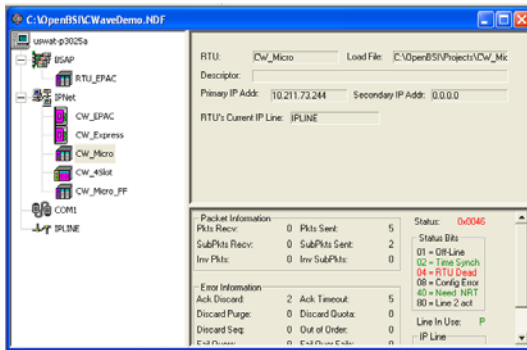 C:\OpenBSI\CWaveDemo.NDF
uswat-p3025a
BSAP
RTU_EPAC
IPNet
CW_EPAC
CW_Express
CW_Micro
CW_4Slot
CW_Micro_FF
COM1
IPLINE
RTU: CW_Micro Load File: C:\OpenBSI\Projects\CW_Mic
Descriptor:
Primary IP Addr: 10.211.73.244 Secondary IP Addr: 0.0.0.0
RTU's Current IP Line: IPLINE
Packet Information
Pkts Recv: 0 Pkts Sent: 5
SubPkts Recv: 0 SubPkts Sent: 2
Inv Pkts: 0 Inv SubPkts: 0
Error Information
Ack Discard: 2 Ack Timeout: 5
Discard Purge: 0 Discard Quota: 0
Discard Seq: 0 Out of Order: 0
Status: 0x0046
Status Bits
01 = Off-Line
02 = Time Synch
04 = RTU Dead
08 = Config Error
40 = Need NRT
80 = Line 2 act
Line In Use: P
IP Line